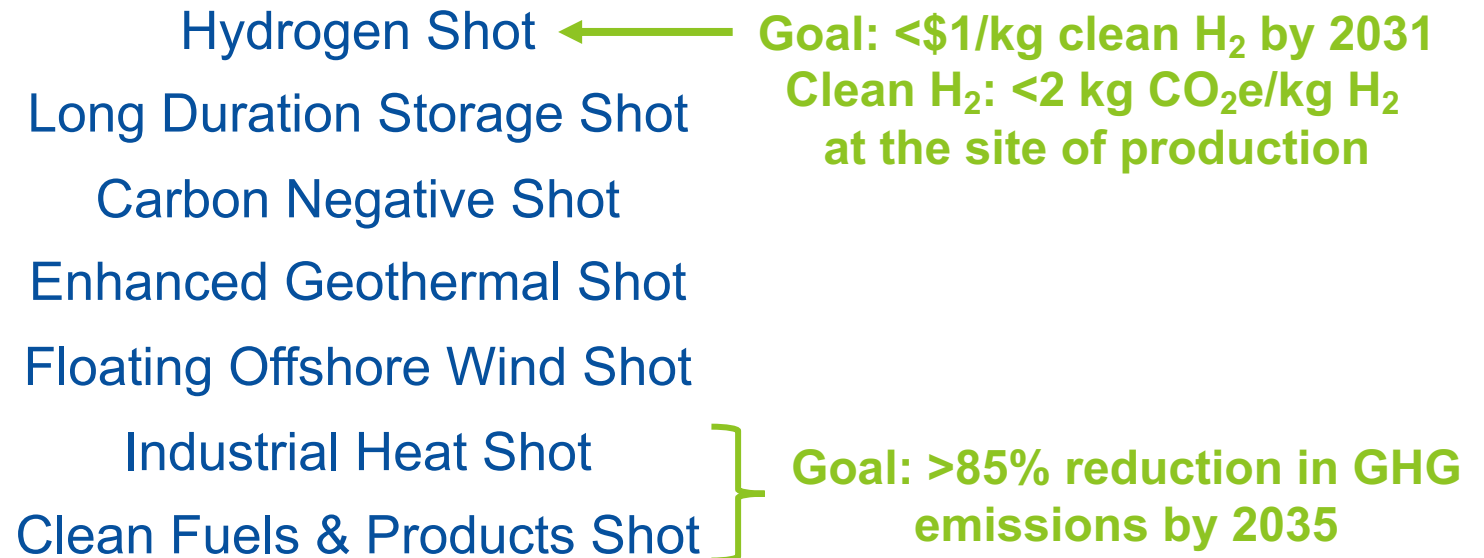 Hydrogen Shot
Goal: <$1/kg clean H₂ by 2031
Clean H₂: <2 kg CO₂e/kg H₂
at the site of production
Long Duration Storage Shot
Carbon Negative Shot
Enhanced Geothermal Shot
Floating Offshore Wind Shot
Industrial Heat Shot
Clean Fuels & Products Shot
Goal: >85% reduction in GHG
emissions by 2035